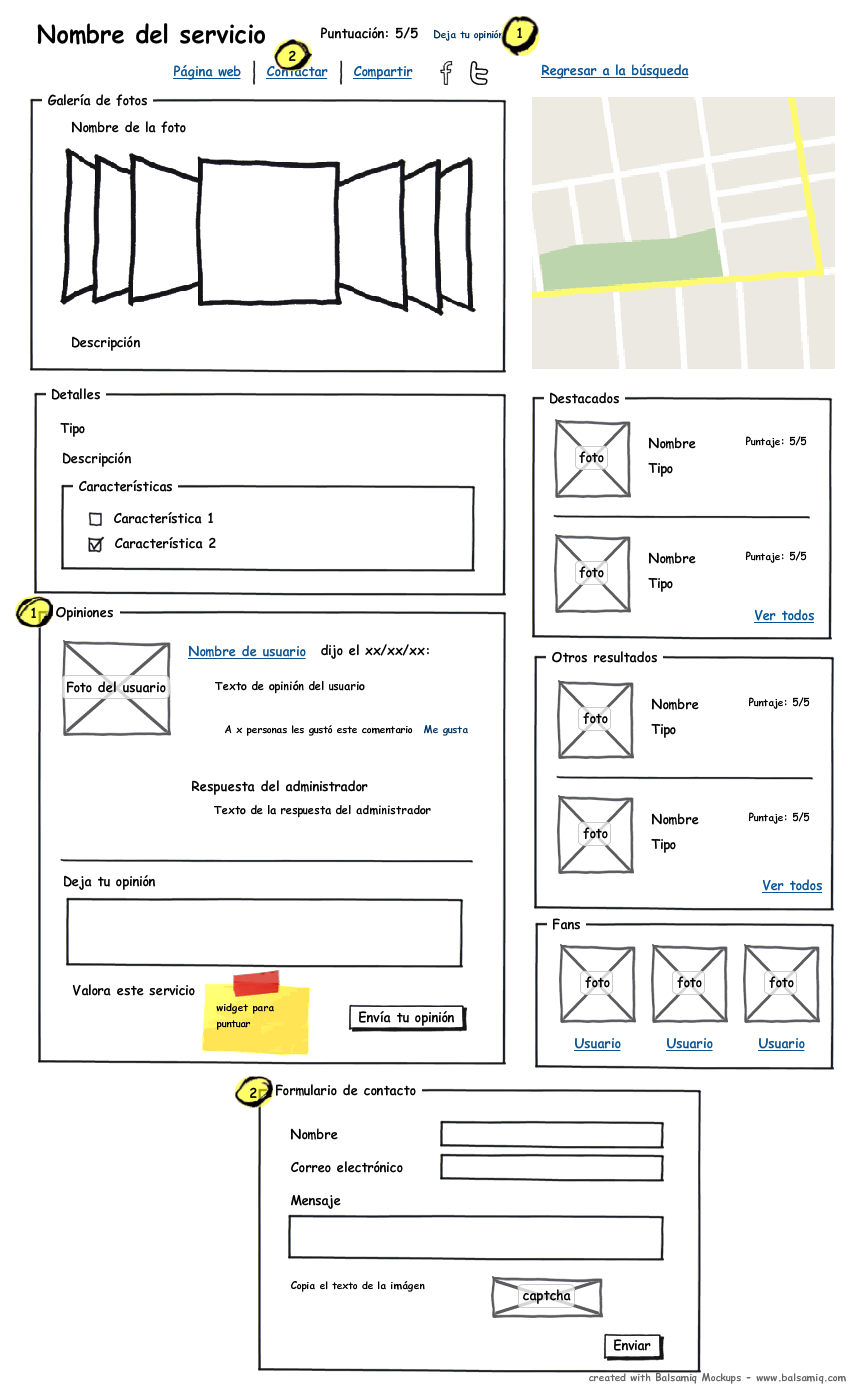 Nombre del servicio
Puntuación: 5/5
Deja tu opinión
1
2
Página web
Contactar
Compartir
Regresar a la búsqueda
Galería de fotos
Nombre de la foto
Descripción
Detalles
Tipo
Descripción
Características
Característica 1
Característica 2
1
Opiniones
Foto del usuario
Nombre de usuario dijo el xx/xx/xx:
Texto de opinión del usuario
A x personas les gustó este comentario Me gusta
Respuesta del administrador
Texto de la respuesta del administrador
Deja tu opinión
Valora este servicio
widget para
puntuar
Envía tu opinión
Destacados
foto
Nombre
Puntaje: 5/5
Tipo
foto
Nombre
Puntaje: 5/5
Tipo
Ver todos
Otros resultados
foto
Nombre
Puntaje: 5/5
Tipo
foto
Nombre
Puntaje: 5/5
Tipo
Ver todos
Fans
foto
foto
foto
Usuario
Usuario
Usuario
2
Formulario de contacto
Nombre
Correo electrónico
Mensaje
Copia el texto de la imágen
captcha
Enviar
created with Balsamiq Mockups - www.balsamiq.com